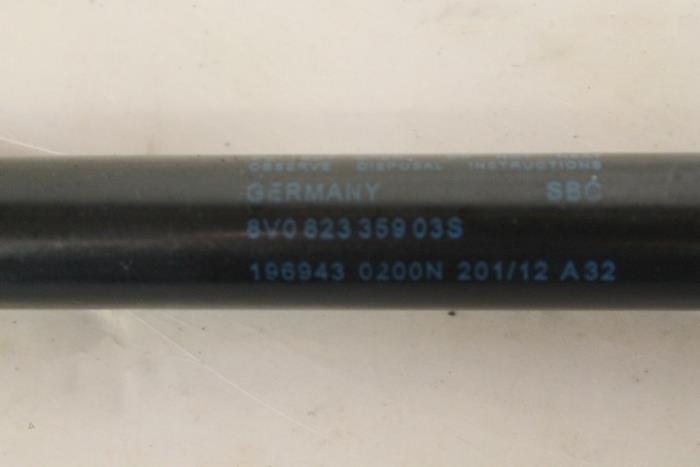 OBSERVE DISPOSAL INSTRUCTIONS
GERMANY SBC
8V0 823 359 03S
196943 0200N 201/12 A32